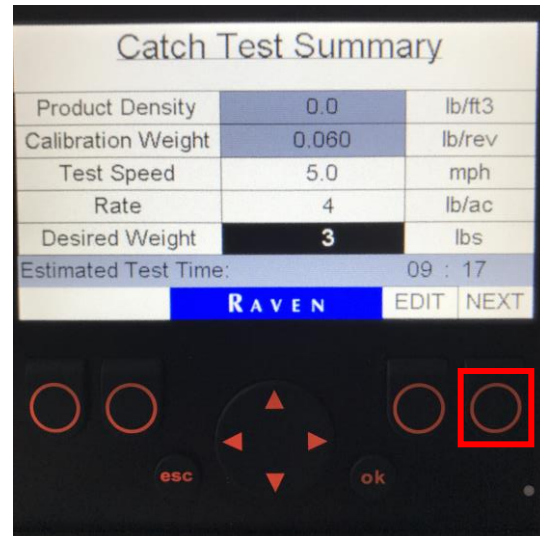 Catch Test Summary
Product Density 0.0 lb/ft3
Calibration Weight 0.060 lb/rev
Test Speed 5.0 mph
Rate 4 lb/ac
Desired Weight 3 lbs
Estimated Test Time: 09 : 17
RAVEN EDIT NEXT
esc ok